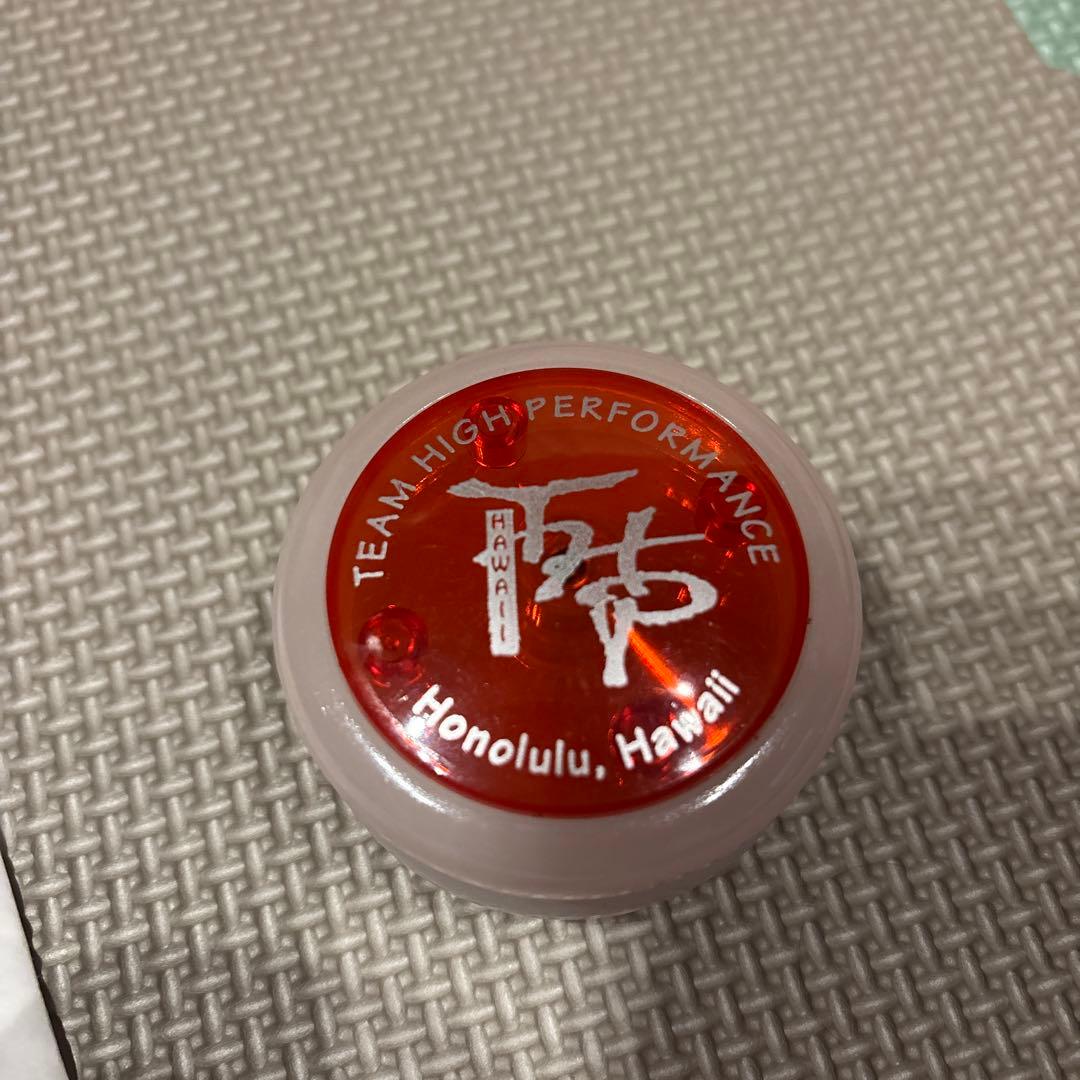 TEAM HIGH PERFORMANCE
THP
HAWAII
Honolulu, Hawaii